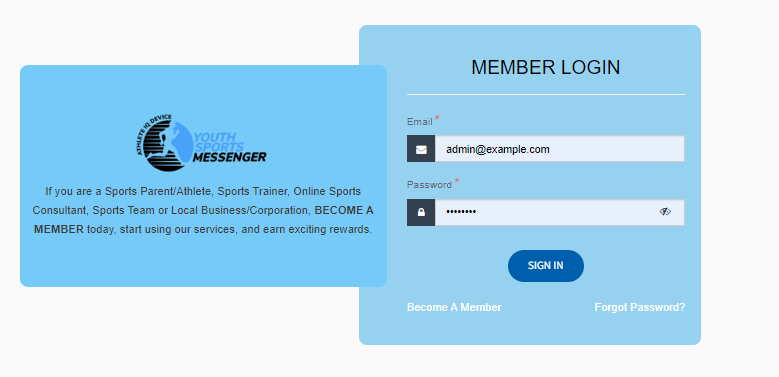 ATHLETE IQ DEVICE
YOUTH
SPORTS
MESSENGER
If you are a Sports Parent/Athlete, Sports Trainer, Online Sports
Consultant, Sports Team or Local Business/Corporation, BECOME A
MEMBER today, start using our services, and earn exciting rewards.
MEMBER LOGIN
Email *
admin@example.com
Password *
••••••••
SIGN IN
Become A Member
Forgot Password?